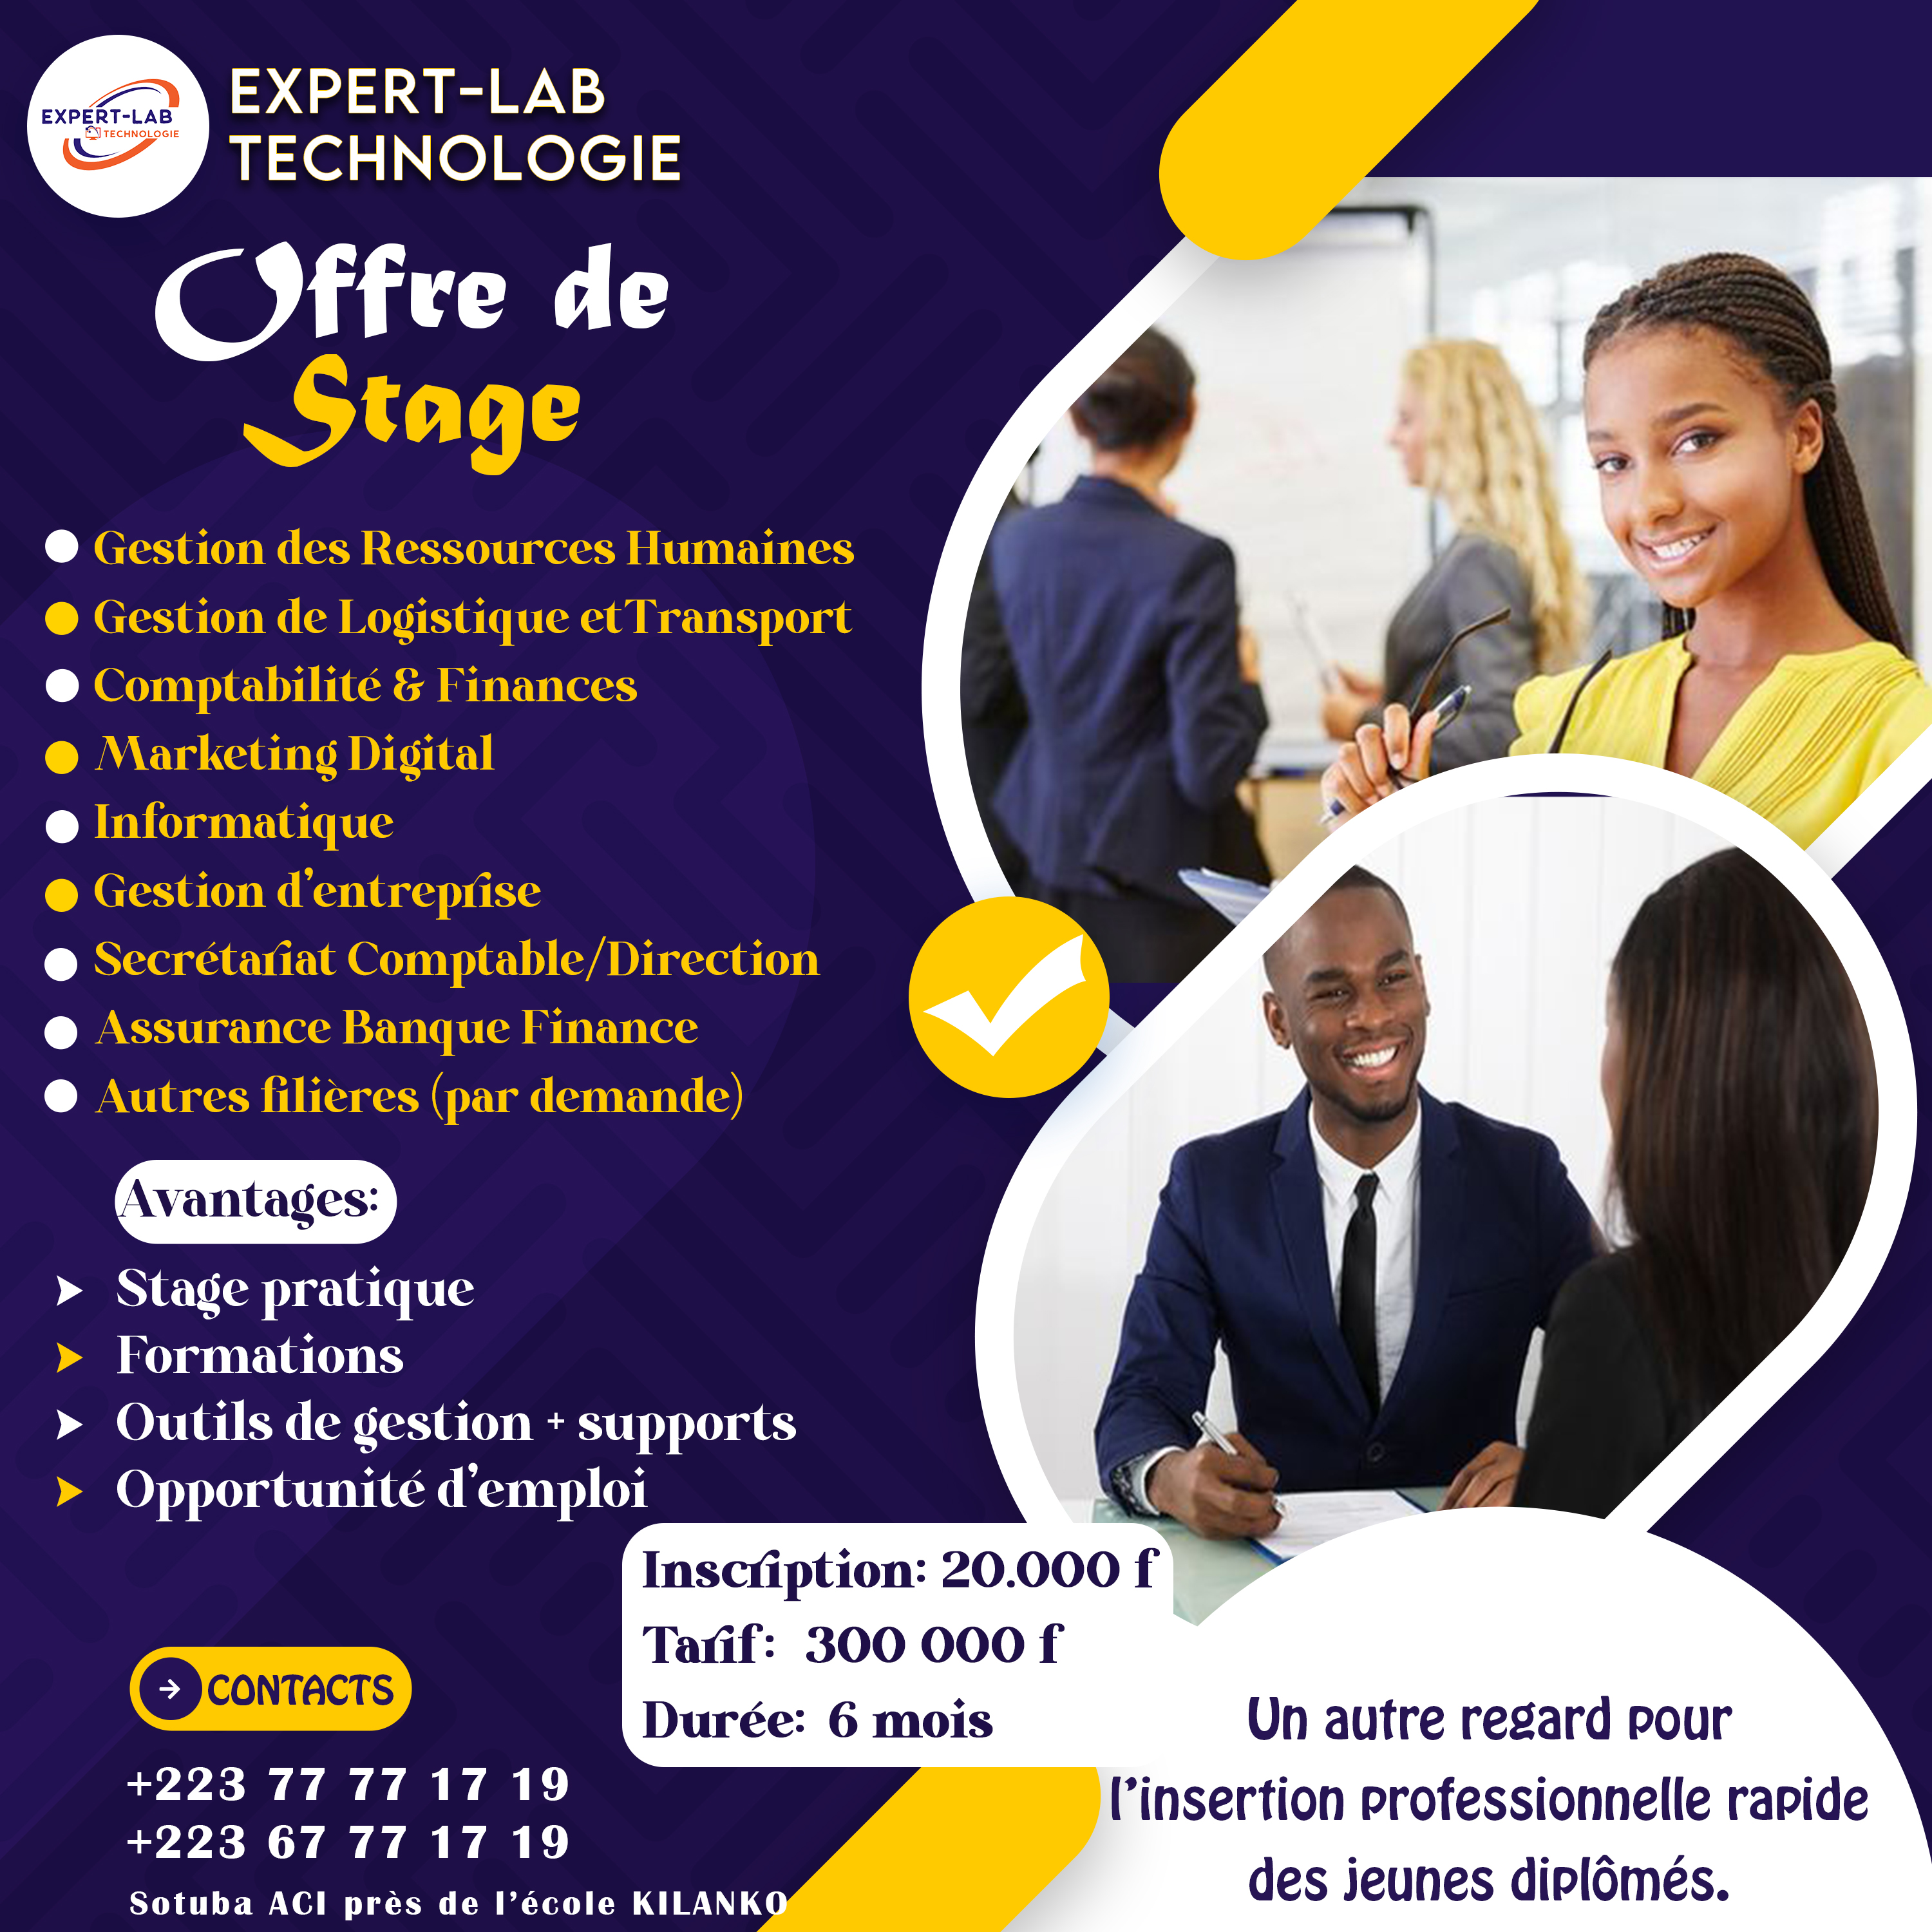 EXPERT-LAB
TECHNOLOGIE
EXPERT-LAB
TECHNOLOGIE
Offre de
Stage
Gestion des Ressources Humaines
Gestion de Logistique et Transport
Comptabilité & Finances
Marketing Digital
Informatique
Gestion d'entreprise
Secrétariat Comptable/Direction
Assurance Banque Finance
Autres filières (par demande)
Avantages:
Stage pratique
Formations
Outils de gestion + supports
Opportunité d'emploi
Inscription: 20.000 f
Tarif: 300 000 f
Durée: 6 mois
CONTACTS
+223 77 77 17 19
+223 67 77 17 19
Sotuba ACI près de l'école KILANKO
Un autre regard pour
l'insertion professionnelle rapide
des jeunes diplômés.